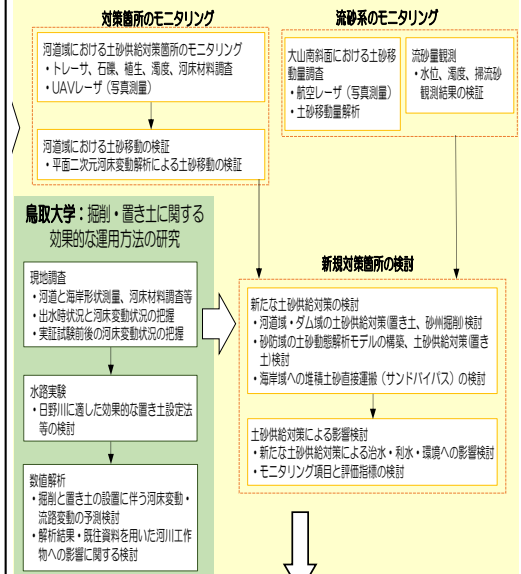 対策箇所のモニタリング
河道域における土砂供給対策箇所のモニタリング
・トレーサ、石礫、植生、濁度、河床材料調査
・UAVレーザ（写真測量）
河道域における土砂移動の検証
・平面二次元河床変動解析による土砂移動の検証
流砂系のモニタリング
大山南斜面における土砂移
動量調査
・航空レーザ（写真測量）
・土砂移動量解析
流砂量観測
・水位、濁度、掃流砂
観測結果の検証
鳥取大学：掘削・置き土に関する
効果的な運用方法の研究
現地調査
・河道と海岸形状測量、河床材料調査等
・出水時状況と河床変動状況の把握
・実証試験前後の河床変動状況の把握
水路実験
・日野川に適した効果的な置き土設定法
等の検討
数値解析
・掘削と置き土の設置に伴う河床変動・
流路変動の予測検討
・解析結果・既往資料を用いた河川工作
物への影響に関する検討
新規対策箇所の検討
新たな土砂供給対策の検討
・河道域・ダム域の土砂供給対策(置き土、砂州掘削)検討
・砂防域の土砂動態解析モデルの構築、土砂供給対策(置き
土)検討
・海岸域への堆積土砂直接運搬（サンドバイパス）の検討
土砂供給対策による影響検討
・新たな土砂供給対策による治水・利水・環境への影響検討
・モニタリング項目と評価指標の検討